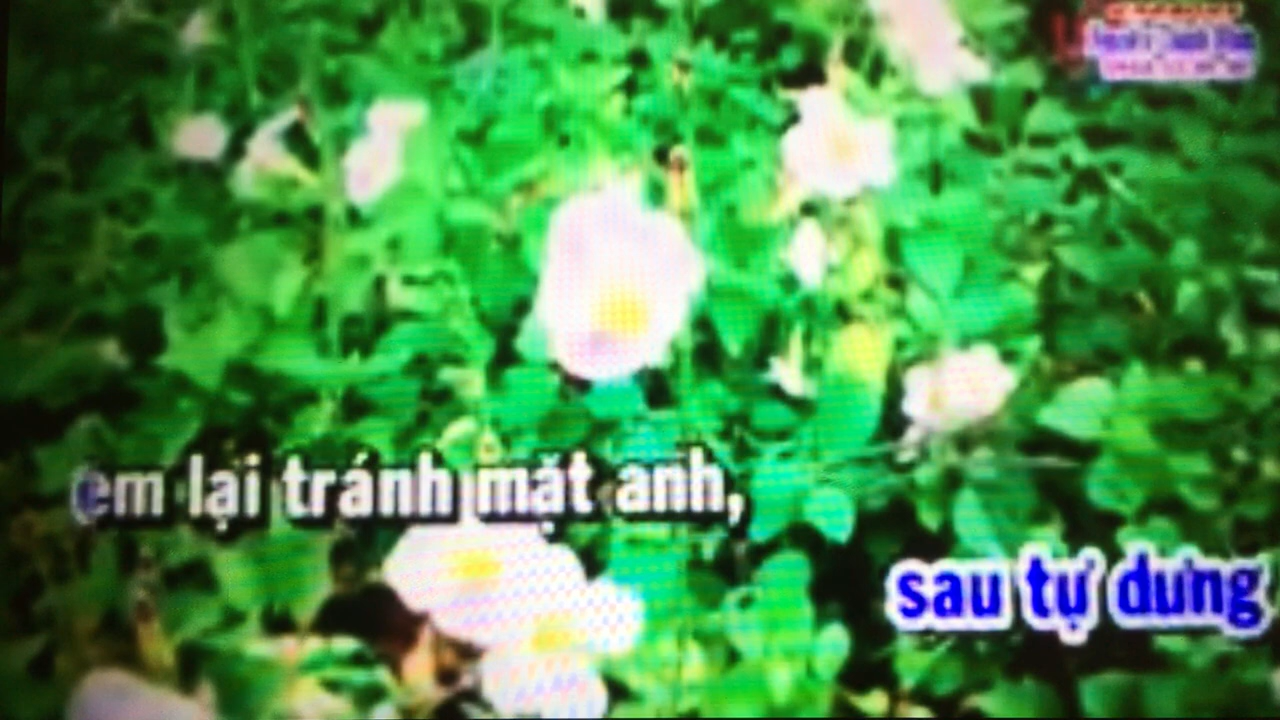 em lại tránh mặt anh,
sau tự dưng